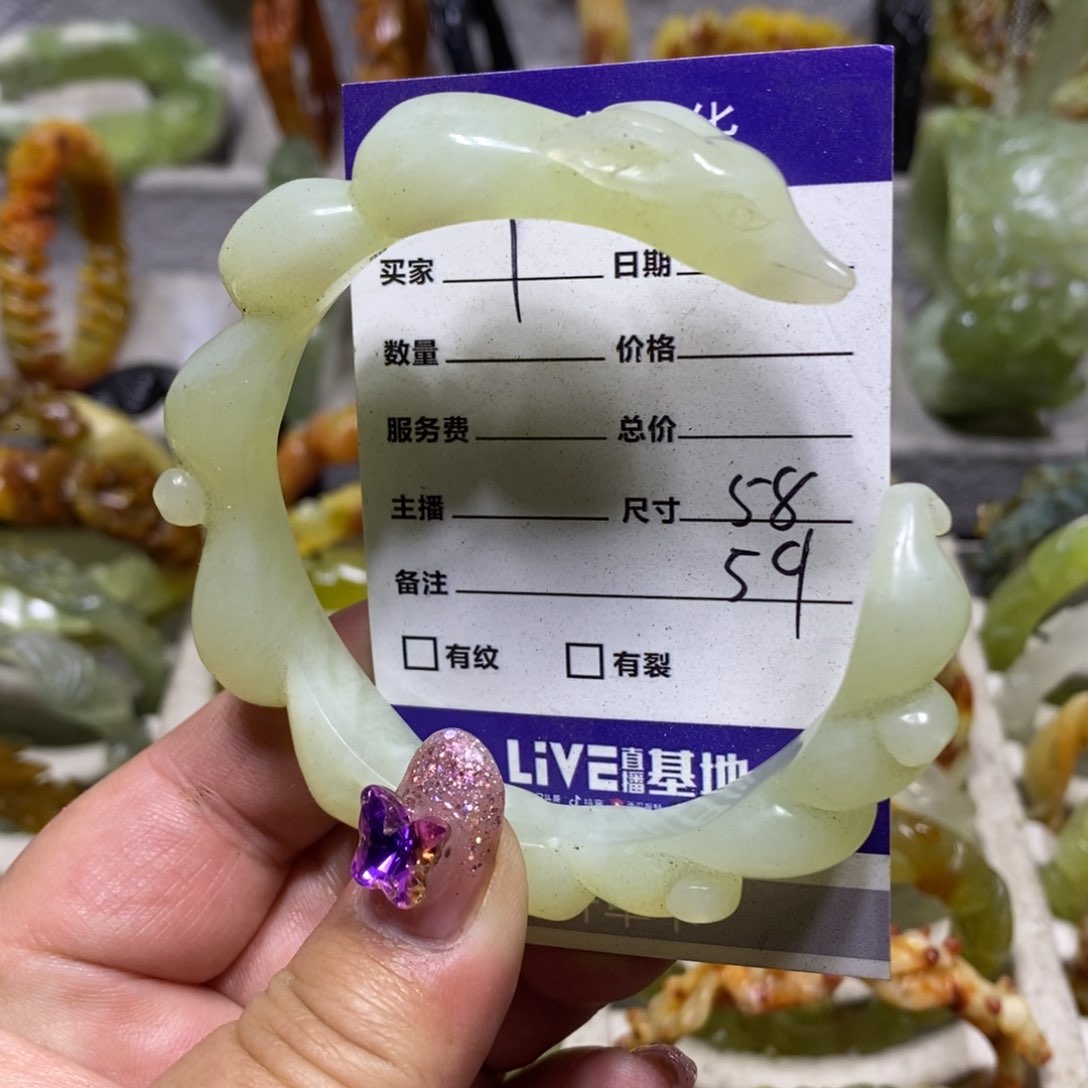 化
买家 日期
数量 价格
服务费 总价
主播 尺寸 58
备注 59
□有纹 □有裂
LiVE直播基地